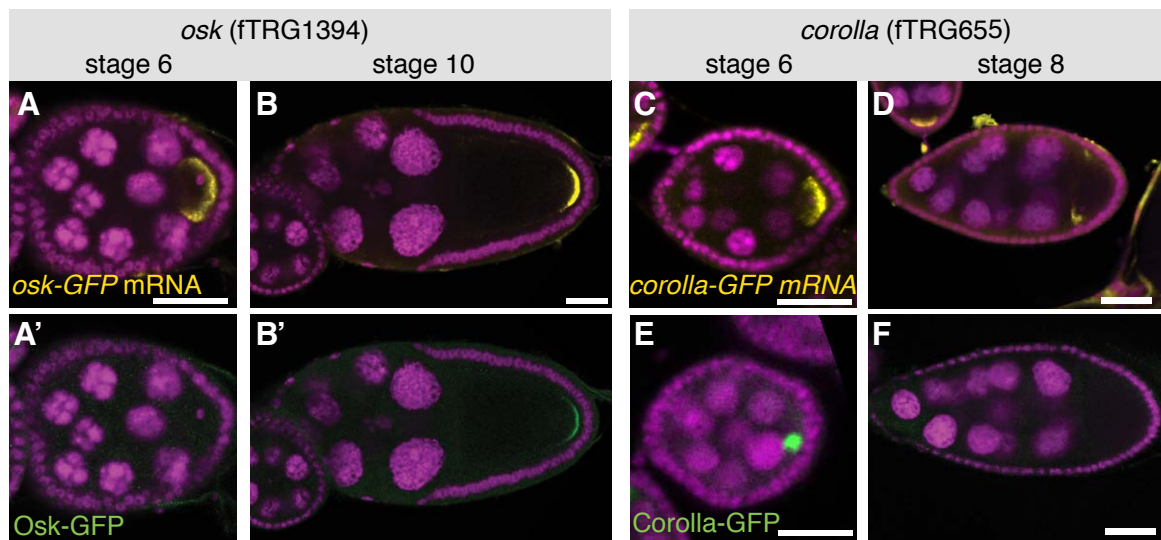 osk (fTRG1394)
stage 6
stage 10
corolla (fTRG655)
stage 6
stage 8
A
B
C
D
osk-GFP mRNA
corolla-GFP mRNA
A’
B’
E
F
Osk-GFP
Corolla-GFP